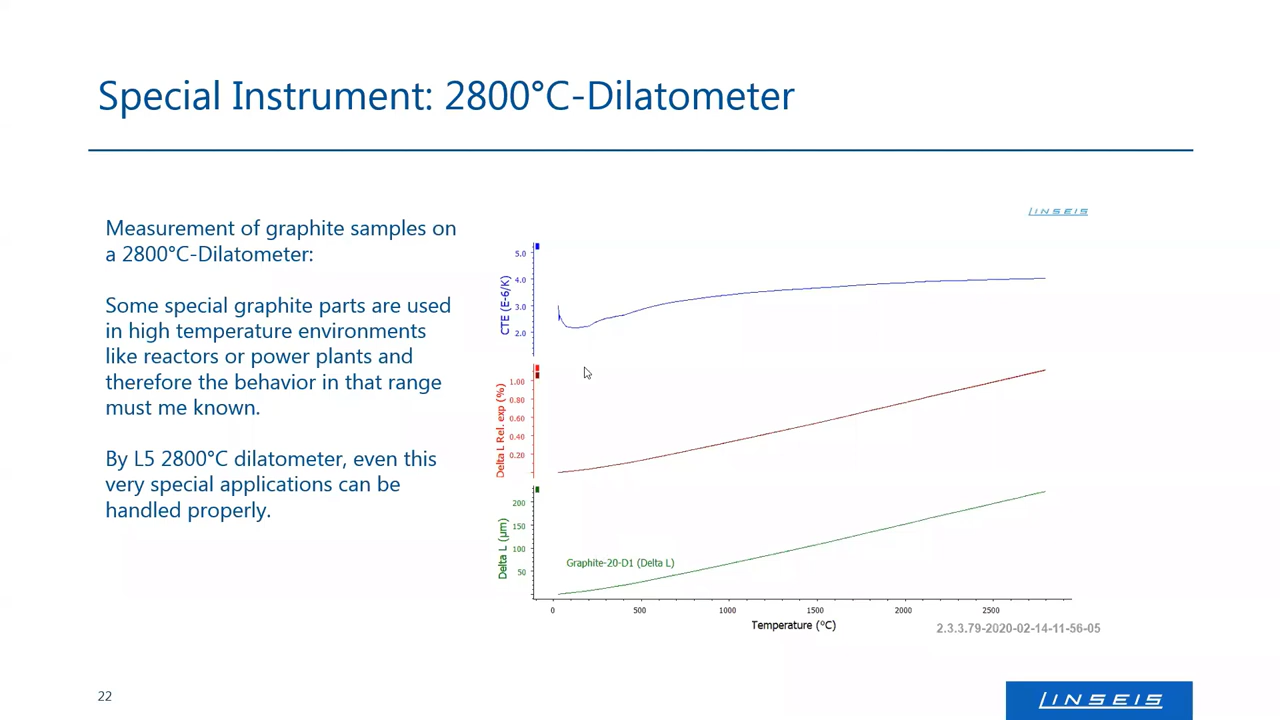 Special Instrument: 2800°C-Dilatometer
Measurement of graphite samples on
a 2800°C-Dilatometer:
Some special graphite parts are used
in high temperature environments
like reactors or power plants and
therefore the behavior in that range
must me known.
By L5 2800°C dilatometer, even this
very special applications can be
handled properly.
LINSEIS
CTE (E-6/K)
5.0
4.0
3.0
2.0
Delta L Rel. exp (%)
1.00
0.80
0.60
0.40
0.20
Delta L (µm)
200
150
100
50
Graphite-20-D1 (Delta L)
0 500 1000 1500 2000 2500
Temperature (°C)
2.3.3.79-2020-02-14-11-56-05
22
LINSEIS